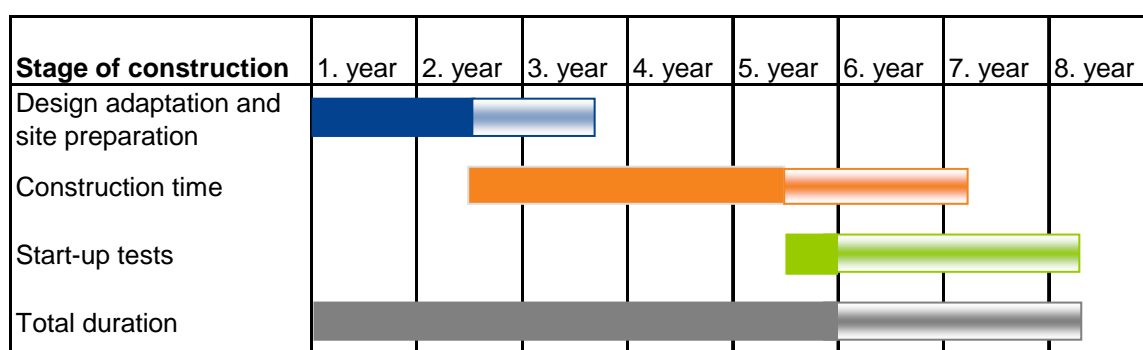 Stage of construction 1. year 2. year 3. year 4. year 5. year 6. year 7. year 8. year
Design adaptation and
site preparation
Construction time
Start-up tests
Total duration